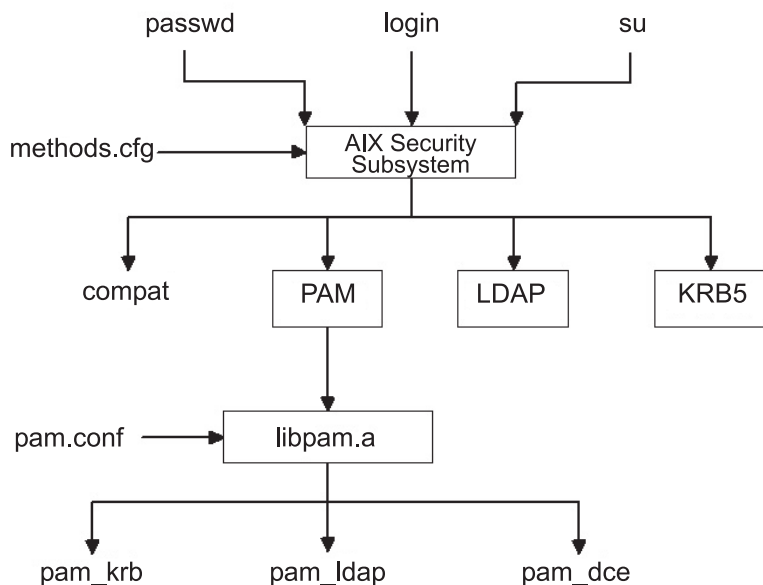 passwd
login
su
methods.cfg
AIX Security
Subsystem
compat
PAM
LDAP
KRB5
pam.conf
libpam.a
pam_krb
pam_ldap
pam_dce